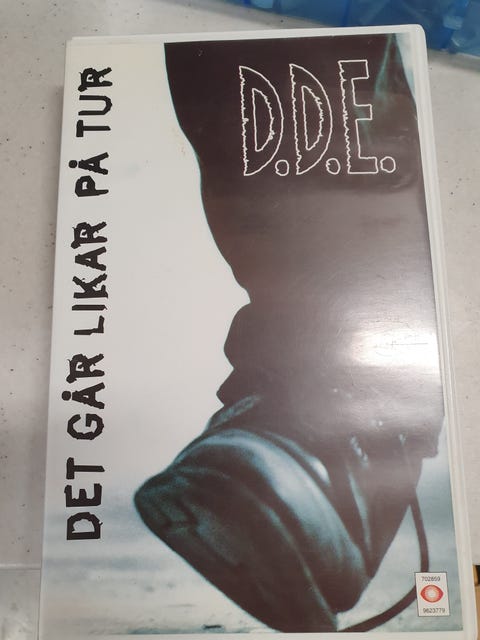 D.D.E.
DET GÅR LIKAR PÅ TUR
702859
9623779